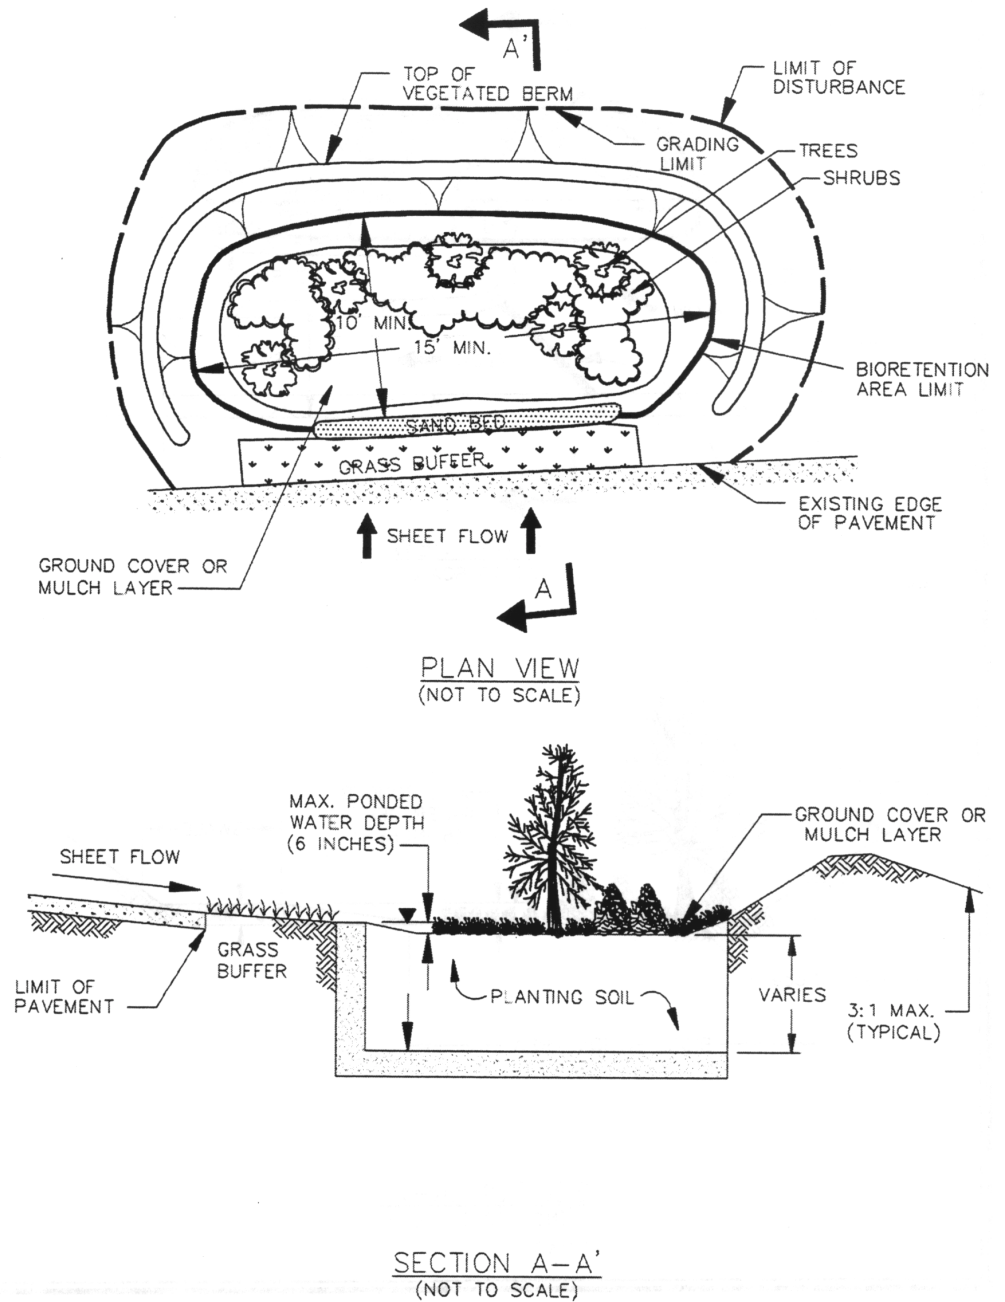 A'
TOP OF
VEGETATED BERM
LIMIT OF
DISTURBANCE
GRADING
LIMIT
TREES
SHRUBS
10' MIN.
15' MIN.
BIORETENTION
AREA LIMIT
SAND BED
GRASS BUFFER
EXISTING EDGE
OF PAVEMENT
SHEET FLOW
GROUND COVER OR
MULCH LAYER
A
PLAN VIEW
(NOT TO SCALE)
MAX. PONDED
WATER DEPTH
(6 INCHES)
GROUND COVER OR
MULCH LAYER
SHEET FLOW
GRASS
BUFFER
LIMIT OF
PAVEMENT
PLANTING SOIL
VARIES
3:1 MAX.
(TYPICAL)
SECTION A-A'
(NOT TO SCALE)